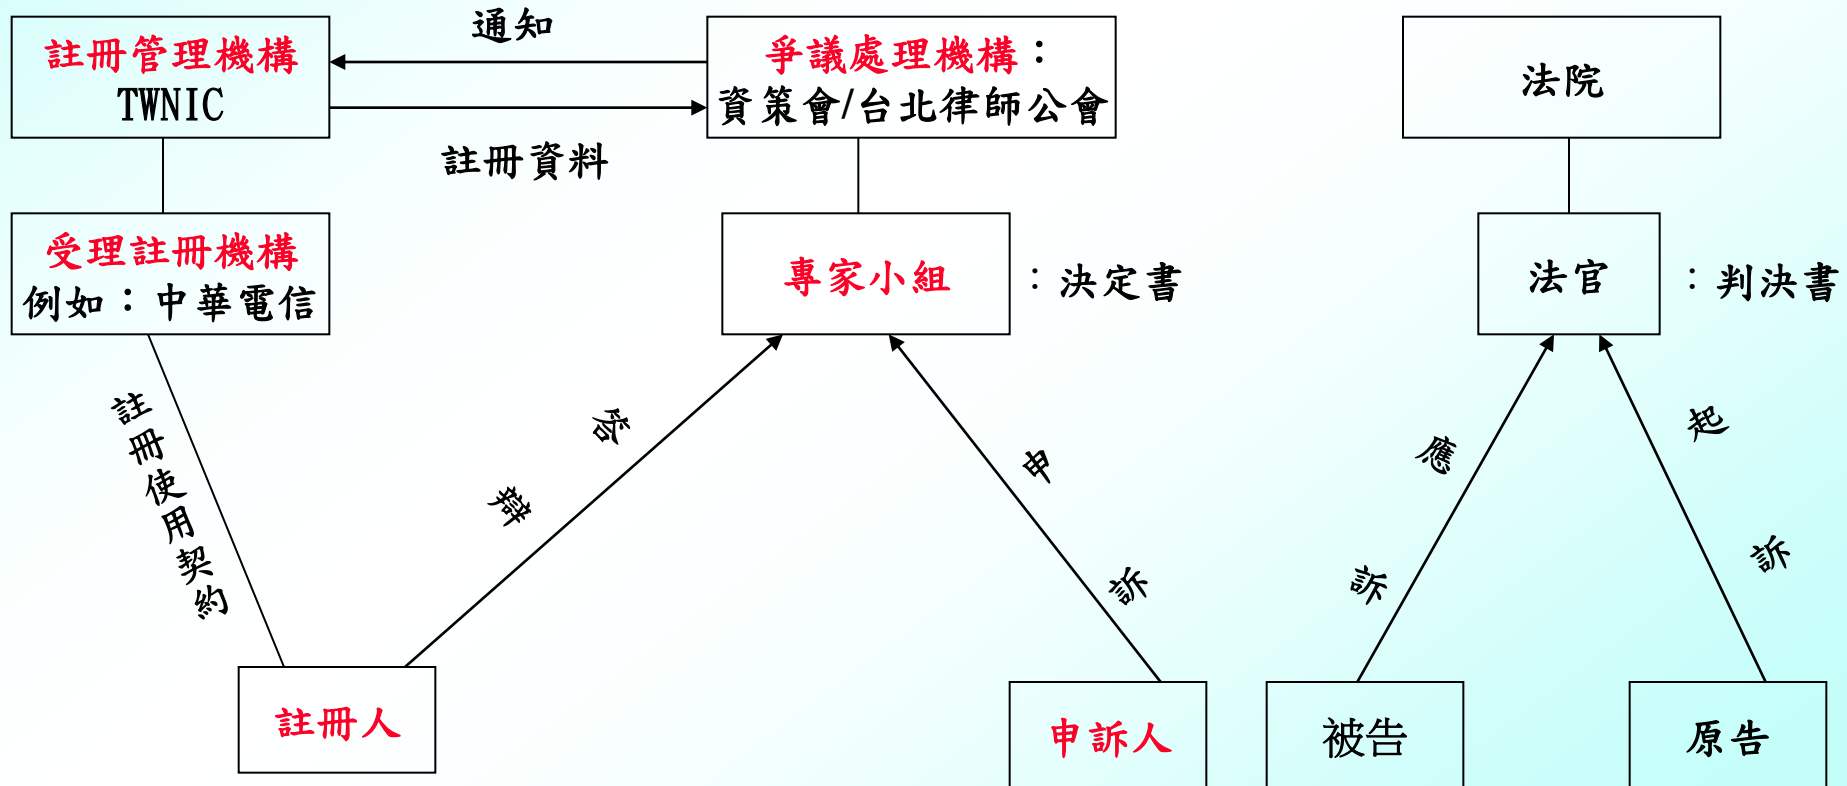 通知
註冊管理機構
TWNIC
爭議處理機構：
資策會/台北律師公會
法院
註冊資料
受理註冊機構
例如：中華電信
專家小組
：決定書
法官
：判決書
註冊使用契約
答辯
申訴
應訴
起訴
註冊人
申訴人
被告
原告